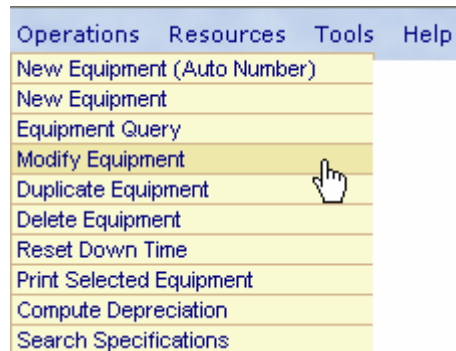 Operations Resources Tools Help
New Equipment (Auto Number)
New Equipment
Equipment Query
Modify Equipment
Duplicate Equipment
Delete Equipment
Reset Down Time
Print Selected Equipment
Compute Depreciation
Search Specifications